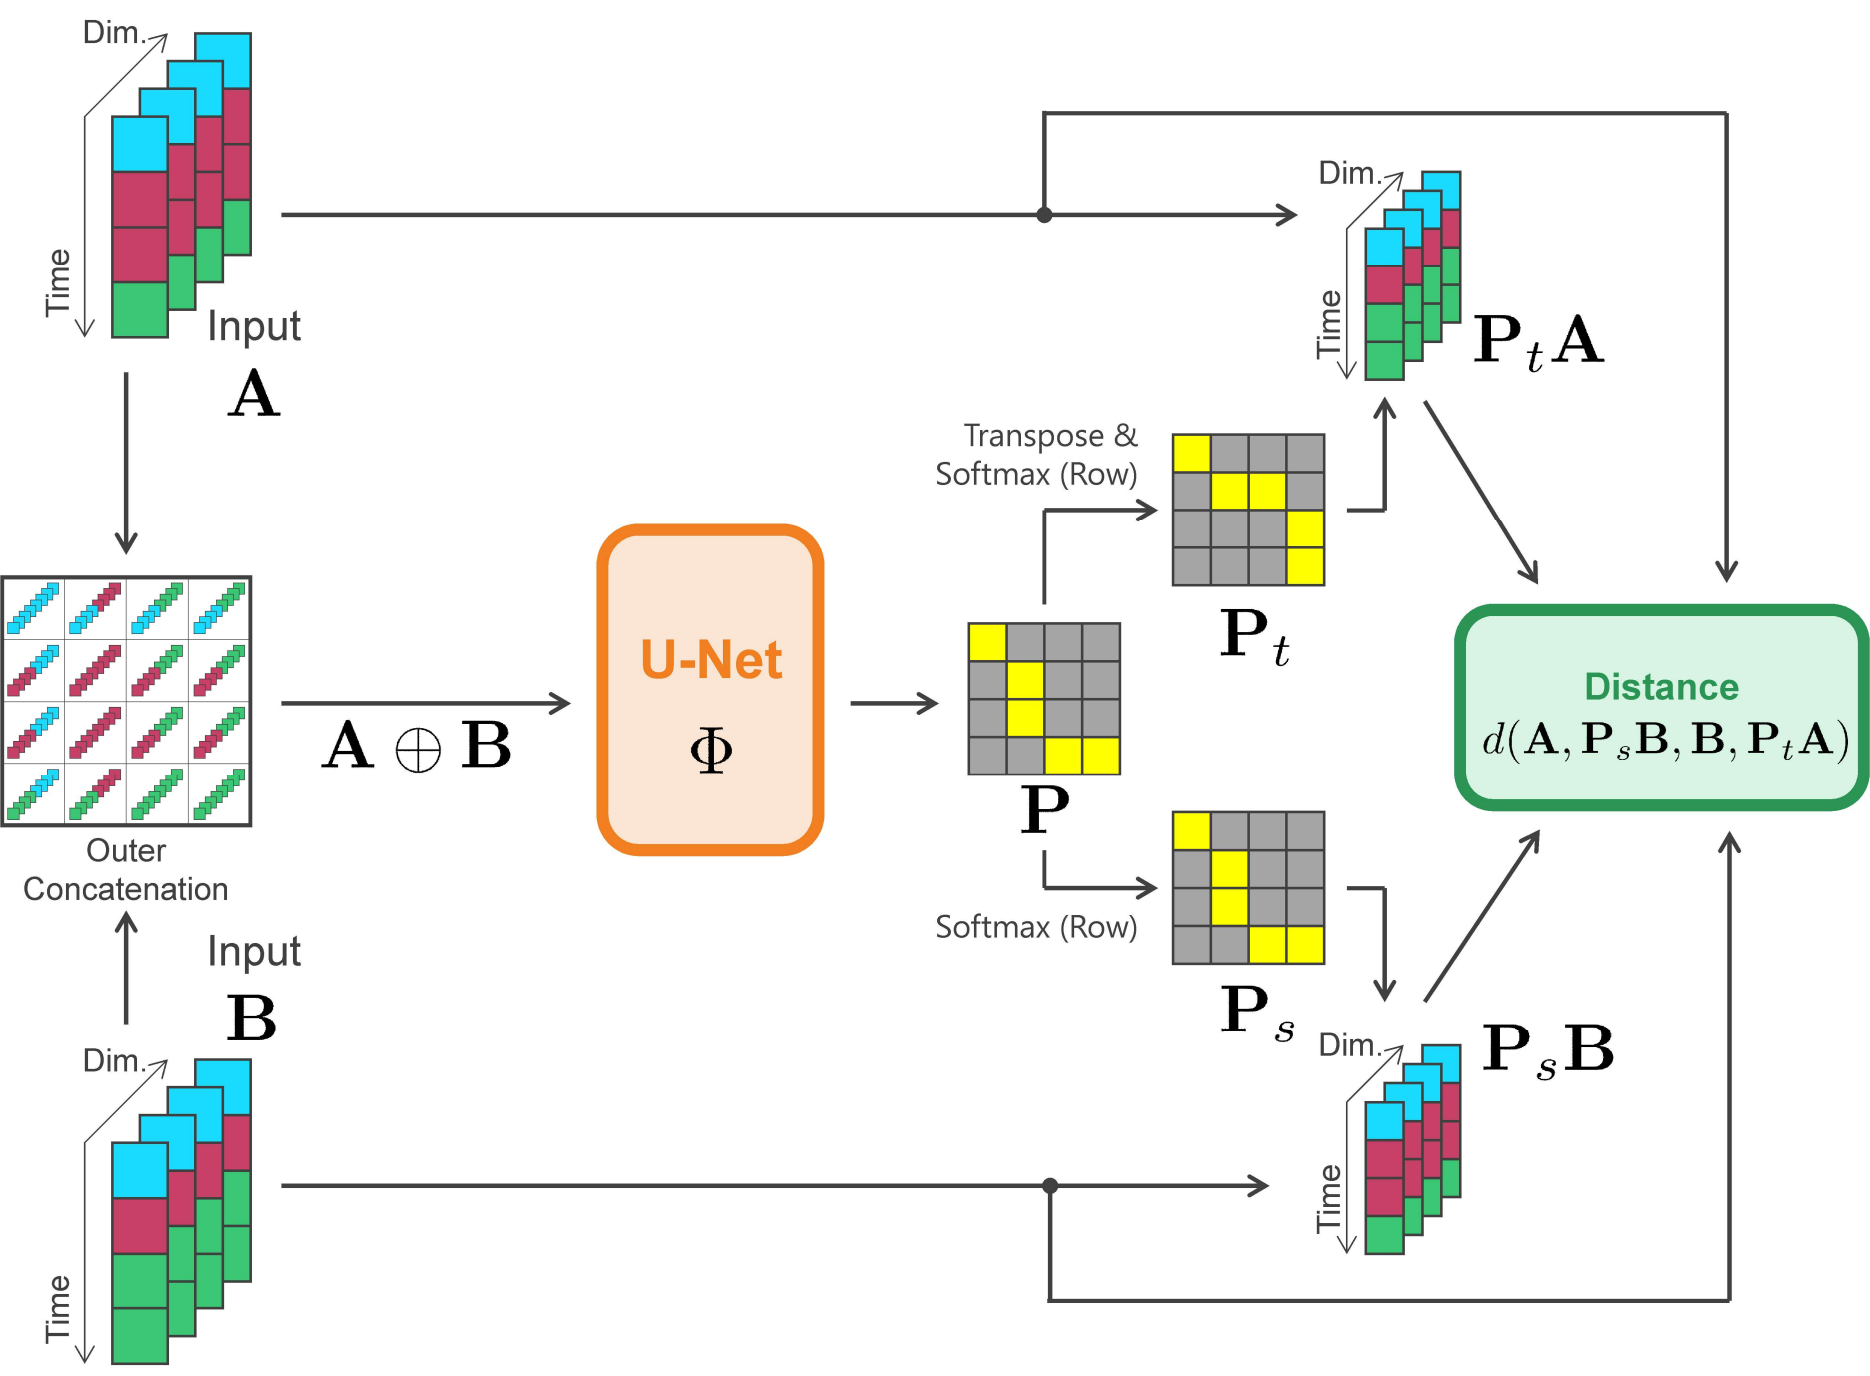 Dim.
Time
Input
A
Outer
Concatenation
Input
B
Dim.
Time
A ⊕ B
U-Net
Φ
P
Transpose &
Softmax (Row)
P_t
Softmax (Row)
P_s
Dim.
Time
P_t A
Dim.
Time
P_s B
Distance
d(A, P_s B, B, P_t A)